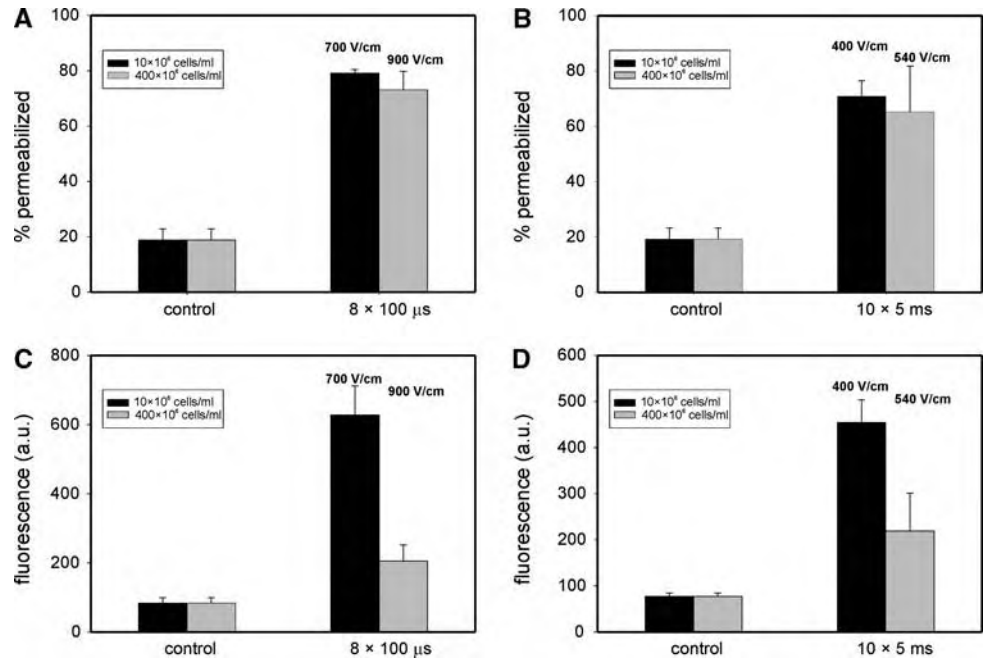 A
100
80
60
40
20
0
% permeabilized
10×10⁶ cells/ml
400×10⁶ cells/ml
700 V/cm
900 V/cm
control
8 × 100 μs
B
100
80
60
40
20
0
% permeabilized
10×10⁶ cells/ml
400×10⁶ cells/ml
400 V/cm
540 V/cm
control
10 × 5 ms
C
800
600
400
200
0
fluorescence (a.u.)
10×10⁶ cells/ml
400×10⁶ cells/ml
700 V/cm
900 V/cm
control
8 × 100 μs
D
600
500
400
300
200
100
0
fluorescence (a.u.)
10×10⁶ cells/ml
400×10⁶ cells/ml
400 V/cm
540 V/cm
control
10 × 5 ms